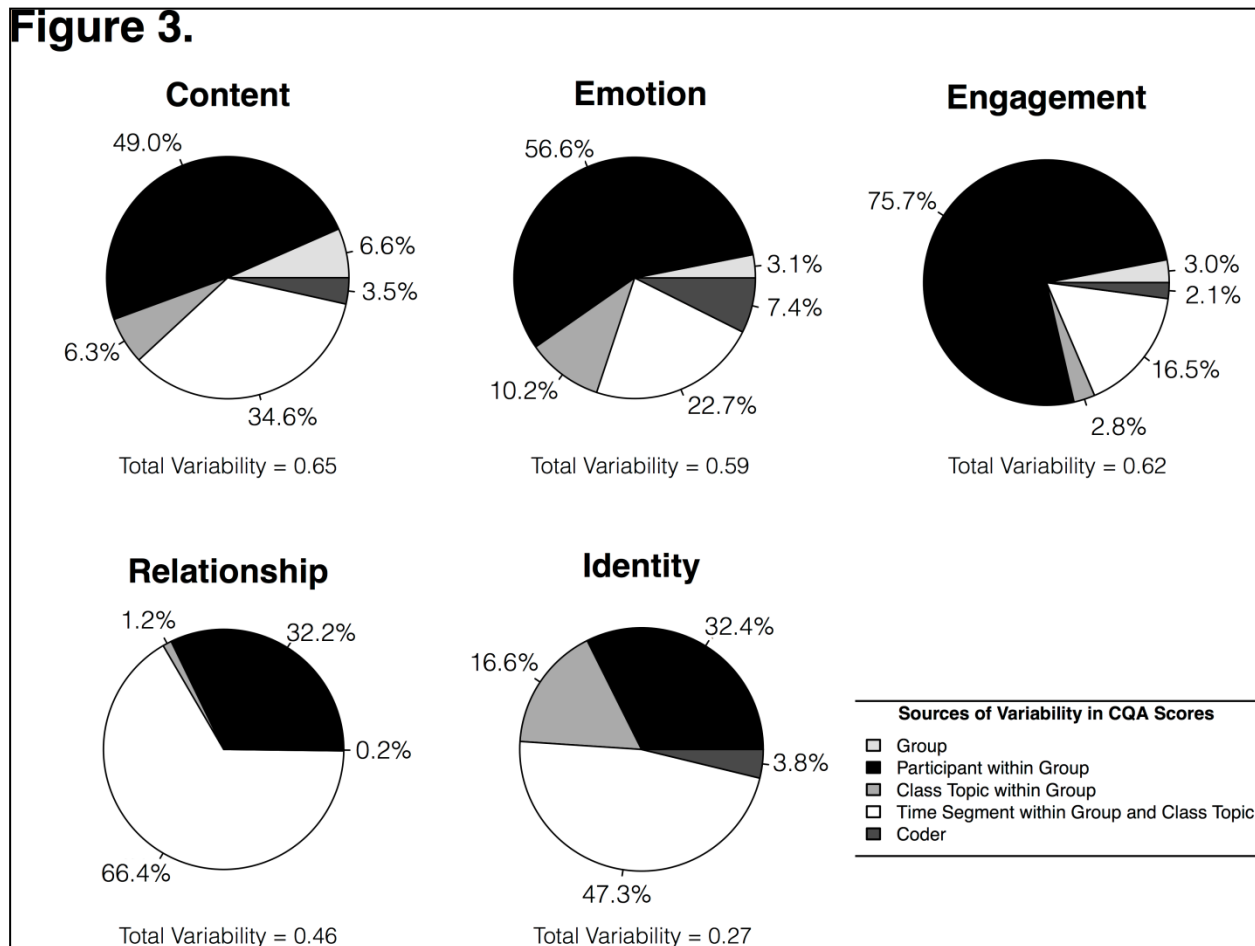 Figure 3.
Content
49.0%
6.6%
3.5%
6.3%
34.6%
Total Variability = 0.65
Emotion
56.6%
3.1%
7.4%
10.2%
22.7%
Total Variability = 0.59
Engagement
75.7%
3.0%
2.1%
16.5%
2.8%
Total Variability = 0.62
Relationship
1.2%
32.2%
0.2%
66.4%
Total Variability = 0.46
Identity
32.4%
16.6%
3.8%
47.3%
Total Variability = 0.27
Sources of Variability in CQA Scores
Group
Participant within Group
Class Topic within Group
Time Segment within Group and Class Topic
Coder